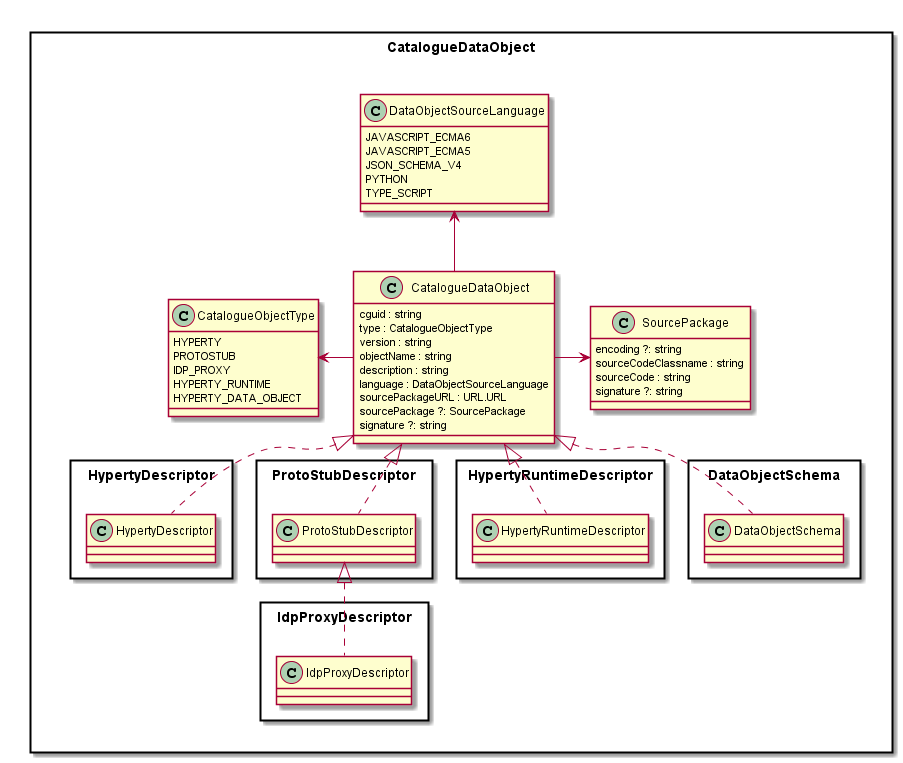 CatalogueDataObject
C DataObjectSourceLanguage
JAVASCRIPT_ECMA6
JAVASCRIPT_ECMA5
JSON_SCHEMA_V4
PYTHON
TYPE_SCRIPT
C CatalogueObjectType
HYPERTY
PROTOSTUB
IDP_PROXY
HYPERTY_RUNTIME
HYPERTY_DATA_OBJECT
C CatalogueDataObject
cguid : string
type : CatalogueObjectType
version : string
objectName : string
description : string
language : DataObjectSourceLanguage
sourcePackageURL : URL.URL
sourcePackage ?: SourcePackage
signature ?: string
C SourcePackage
encoding ?: string
sourceCodeClassname : string
sourceCode : string
signature ?: string
HypertyDescriptor
C HypertyDescriptor
ProtoStubDescriptor
C ProtoStubDescriptor
HypertyRuntimeDescriptor
C HypertyRuntimeDescriptor
DataObjectSchema
C DataObjectSchema
IdpProxyDescriptor
C IdpProxyDescriptor